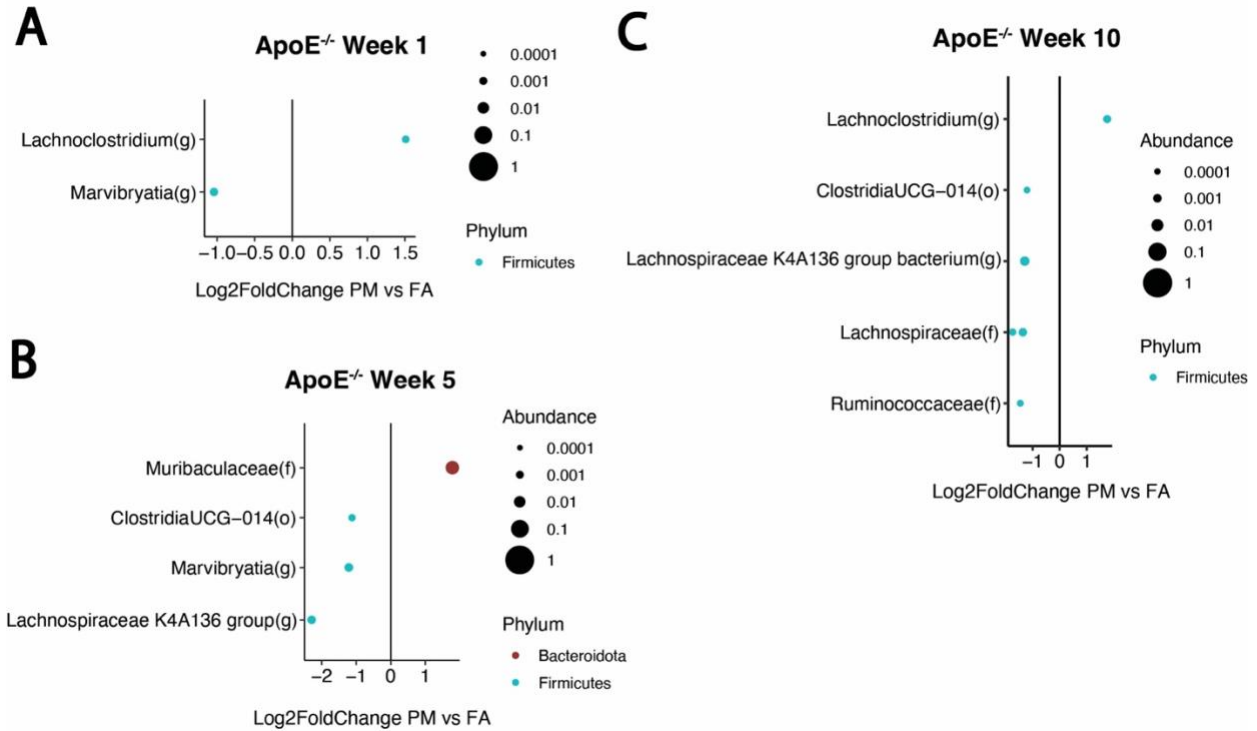 A
ApoE-/- Week 1
Lachnoclostridium(g)
Marvibryatia(g)
−1.0 −0.5 0.0 0.5 1.0 1.5
Log2FoldChange PM vs FA
0.0001
0.001
0.01
0.1
1
Phylum
Firmicutes
B
ApoE-/- Week 5
Muribaculaceae(f)
ClostridiaUCG−014(o)
Marvibryatia(g)
Lachnospiraceae K4A136 group(g)
−2 −1 0 1
Log2FoldChange PM vs FA
Abundance
0.0001
0.001
0.01
0.1
1
Phylum
Bacteroidota
Firmicutes
C
ApoE-/- Week 10
Lachnoclostridium(g)
ClostridiaUCG−014(o)
Lachnospiraceae K4A136 group bacterium(g)
Lachnospiraceae(f)
Ruminococcaceae(f)
−1 0 1
Log2FoldChange PM vs FA
Abundance
0.0001
0.001
0.01
0.1
1
Phylum
Firmicutes